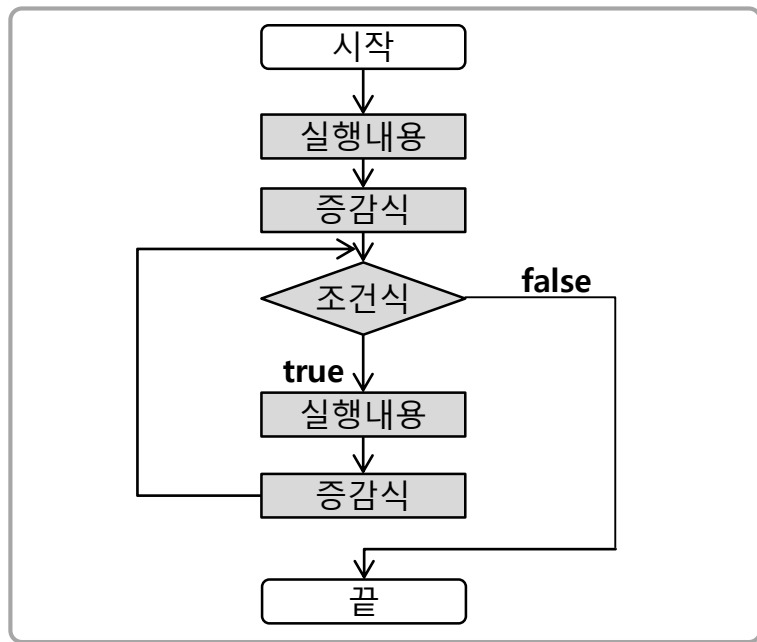 시작
실행내용
증감식
조건식
false
true
실행내용
증감식
끝